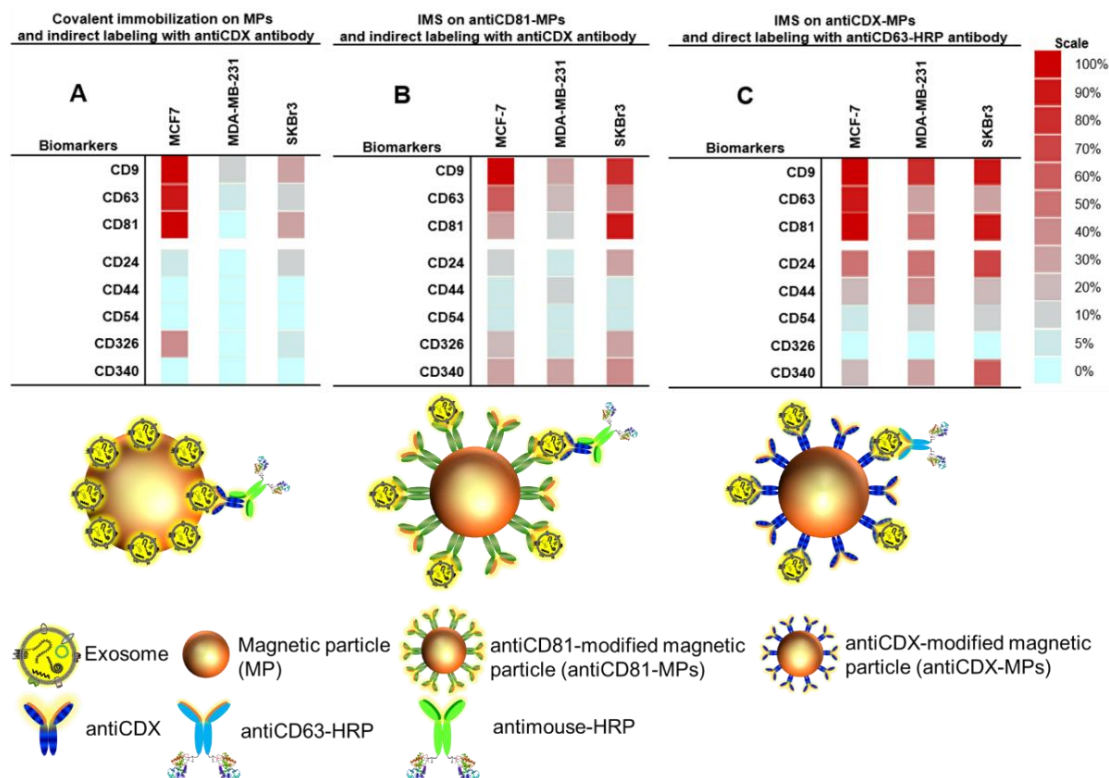 Covalent immobilization on MPs
and indirect labeling with antiCDX antibody
IMS on antiCD81-MPs
and indirect labeling with antiCDX antibody
IMS on antiCDX-MPs
and direct labeling with antiCD63-HRP antibody
Scale
100%
90%
80%
70%
60%
50%
40%
30%
20%
10%
5%
0%
A
MCF7
MDA-MB-231
SKBr3
Biomarkers
CD9
CD63
CD81
CD24
CD44
CD54
CD326
CD340
B
MCF-7
MDA-MB-231
SKBr3
Biomarkers
CD9
CD63
CD81
CD24
CD44
CD54
CD326
CD340
C
MCF-7
MDA-MB-231
SKBr3
Biomarkers
CD9
CD63
CD81
CD24
CD44
CD54
CD326
CD340
Exosome
Magnetic particle
(MP)
antiCD81-modified magnetic
particle (antiCD81-MPs)
antiCDX-modified magnetic
particle (antiCDX-MPs)
antiCDX
antiCD63-HRP
antimouse-HRP